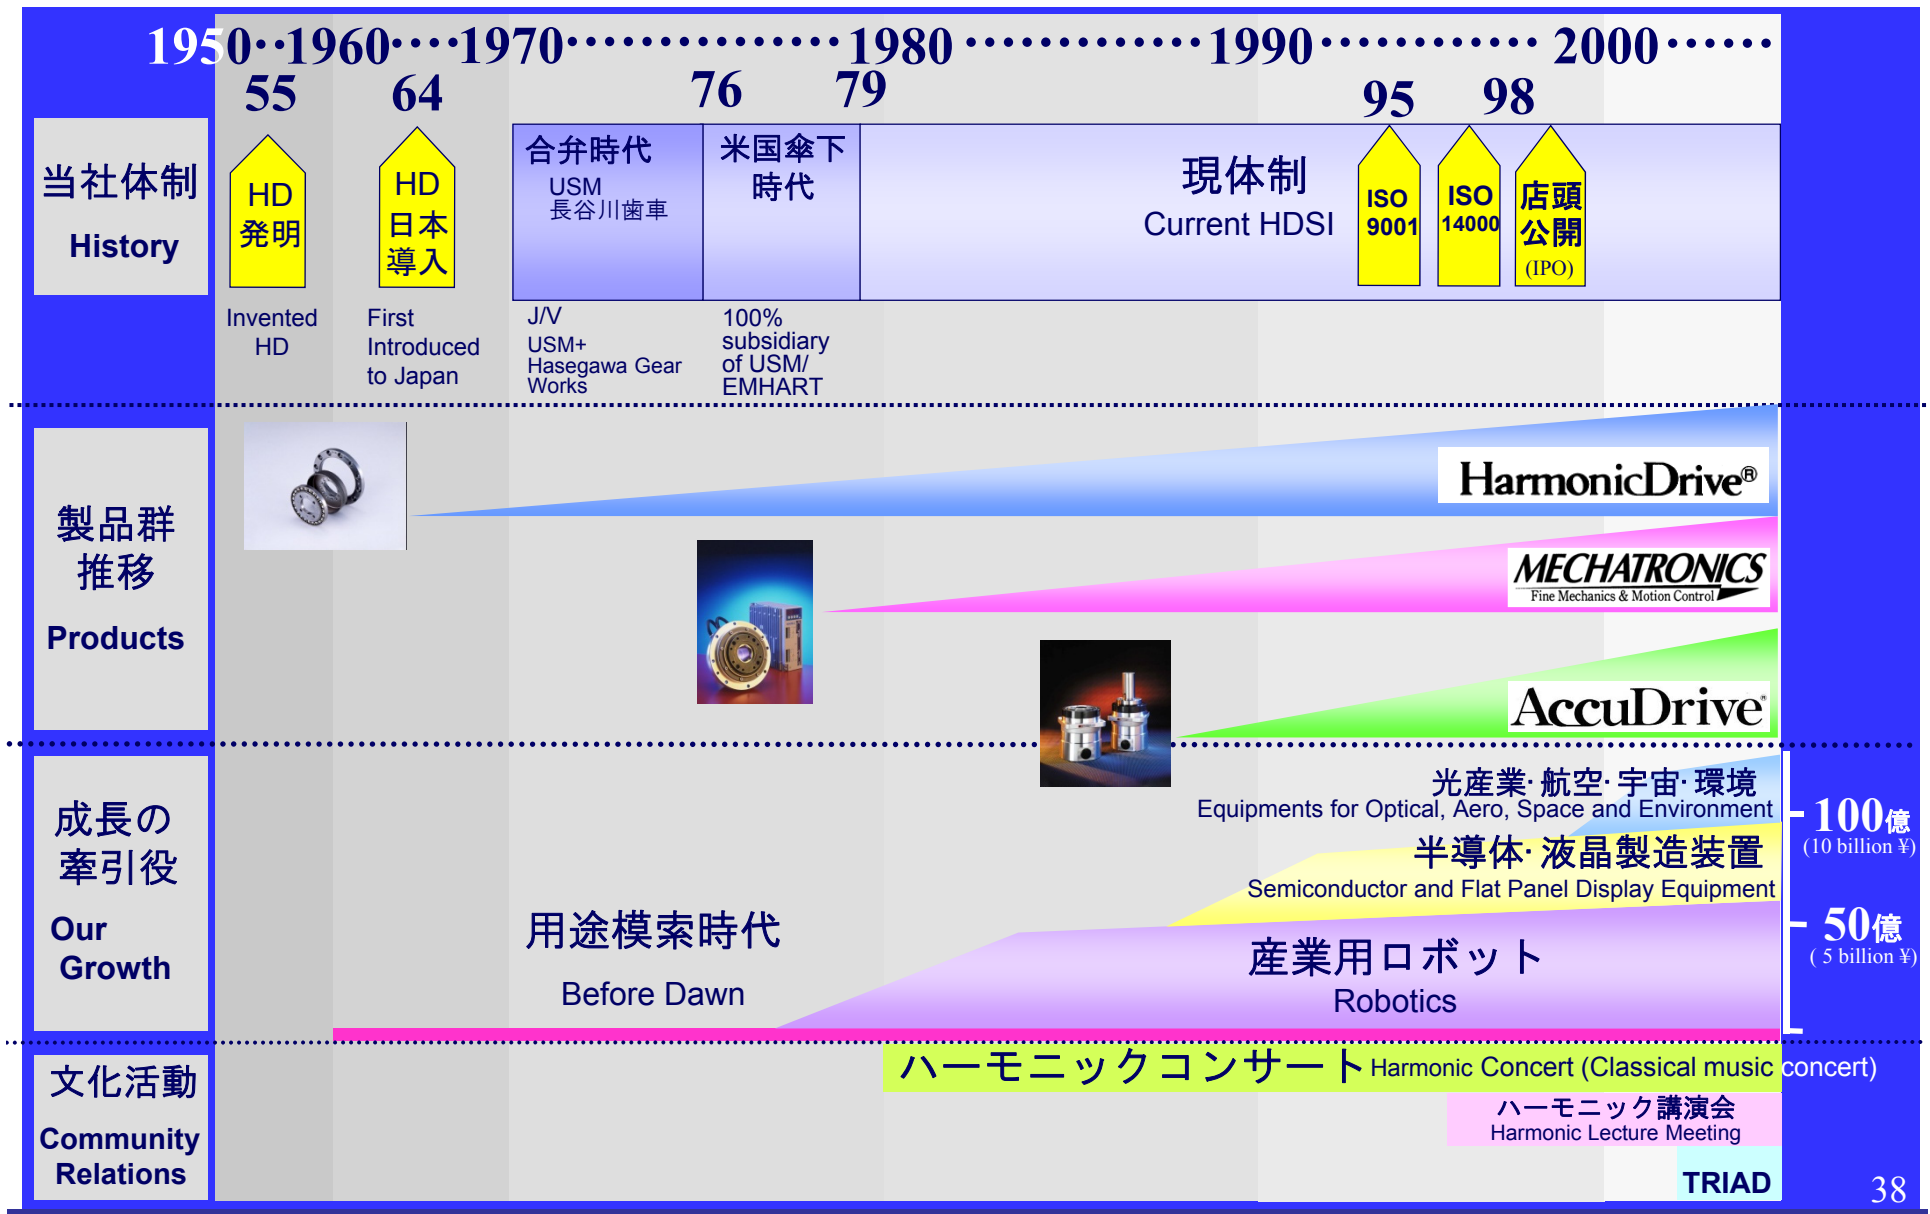 1950··1960····1970···············1980 ·············1990············ 2000······
55
64
76
79
95
98
当社体制
History
HD
発明
HD
日本
導入
合弁時代
USM
長谷川歯車
米国傘下
時代
現体制
Current HDSI
ISO
9001
ISO
14000
店頭
公開
(IPO)
Invented
HD
First
Introduced
to Japan
J/V
USM+
Hasegawa Gear
Works
100%
subsidiary
of USM/
EMHART
製品群
推移
Products
HarmonicDrive®
MECHATRONICS
Fine Mechanics & Motion Control
AccuDrive®
成長の
牽引役
Our
Growth
光産業·航空·宇宙·環境
Equipments for Optical, Aero, Space and Environment
半導体·液晶製造装置
Semiconductor and Flat Panel Display Equipment
用途模索時代
Before Dawn
産業用ロボット
Robotics
100億
(10 billion ¥)
50億
( 5 billion ¥)
文化活動
Community
Relations
ハーモニックコンサート Harmonic Concert (Classical music concert)
ハーモニック講演会
Harmonic Lecture Meeting
TRIAD
38